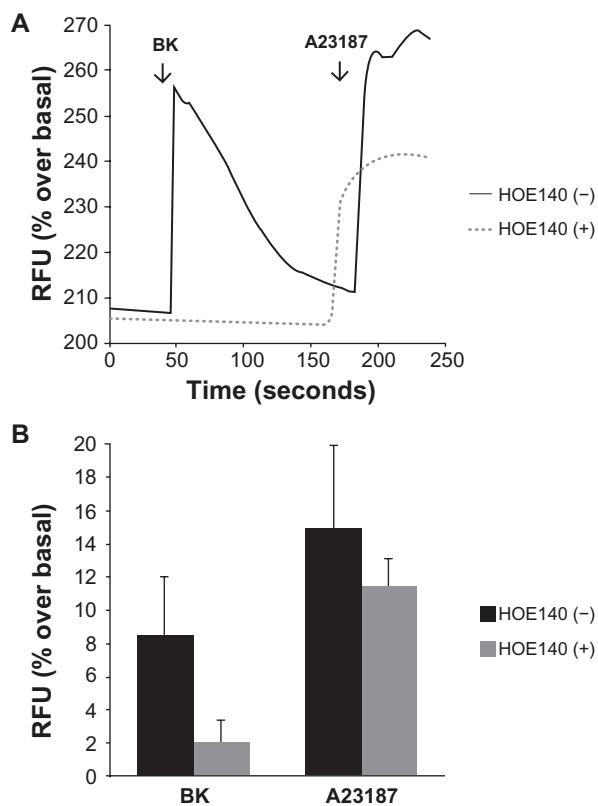 A
RFU (% over basal)
270
260
250
240
230
220
210
200
BK
A23187
0
50
100
150
200
250
Time (seconds)
HOE140 (−)
HOE140 (+)
B
RFU (% over basal)
20
18
16
14
12
10
8
6
4
2
0
BK
A23187
HOE140 (−)
HOE140 (+)